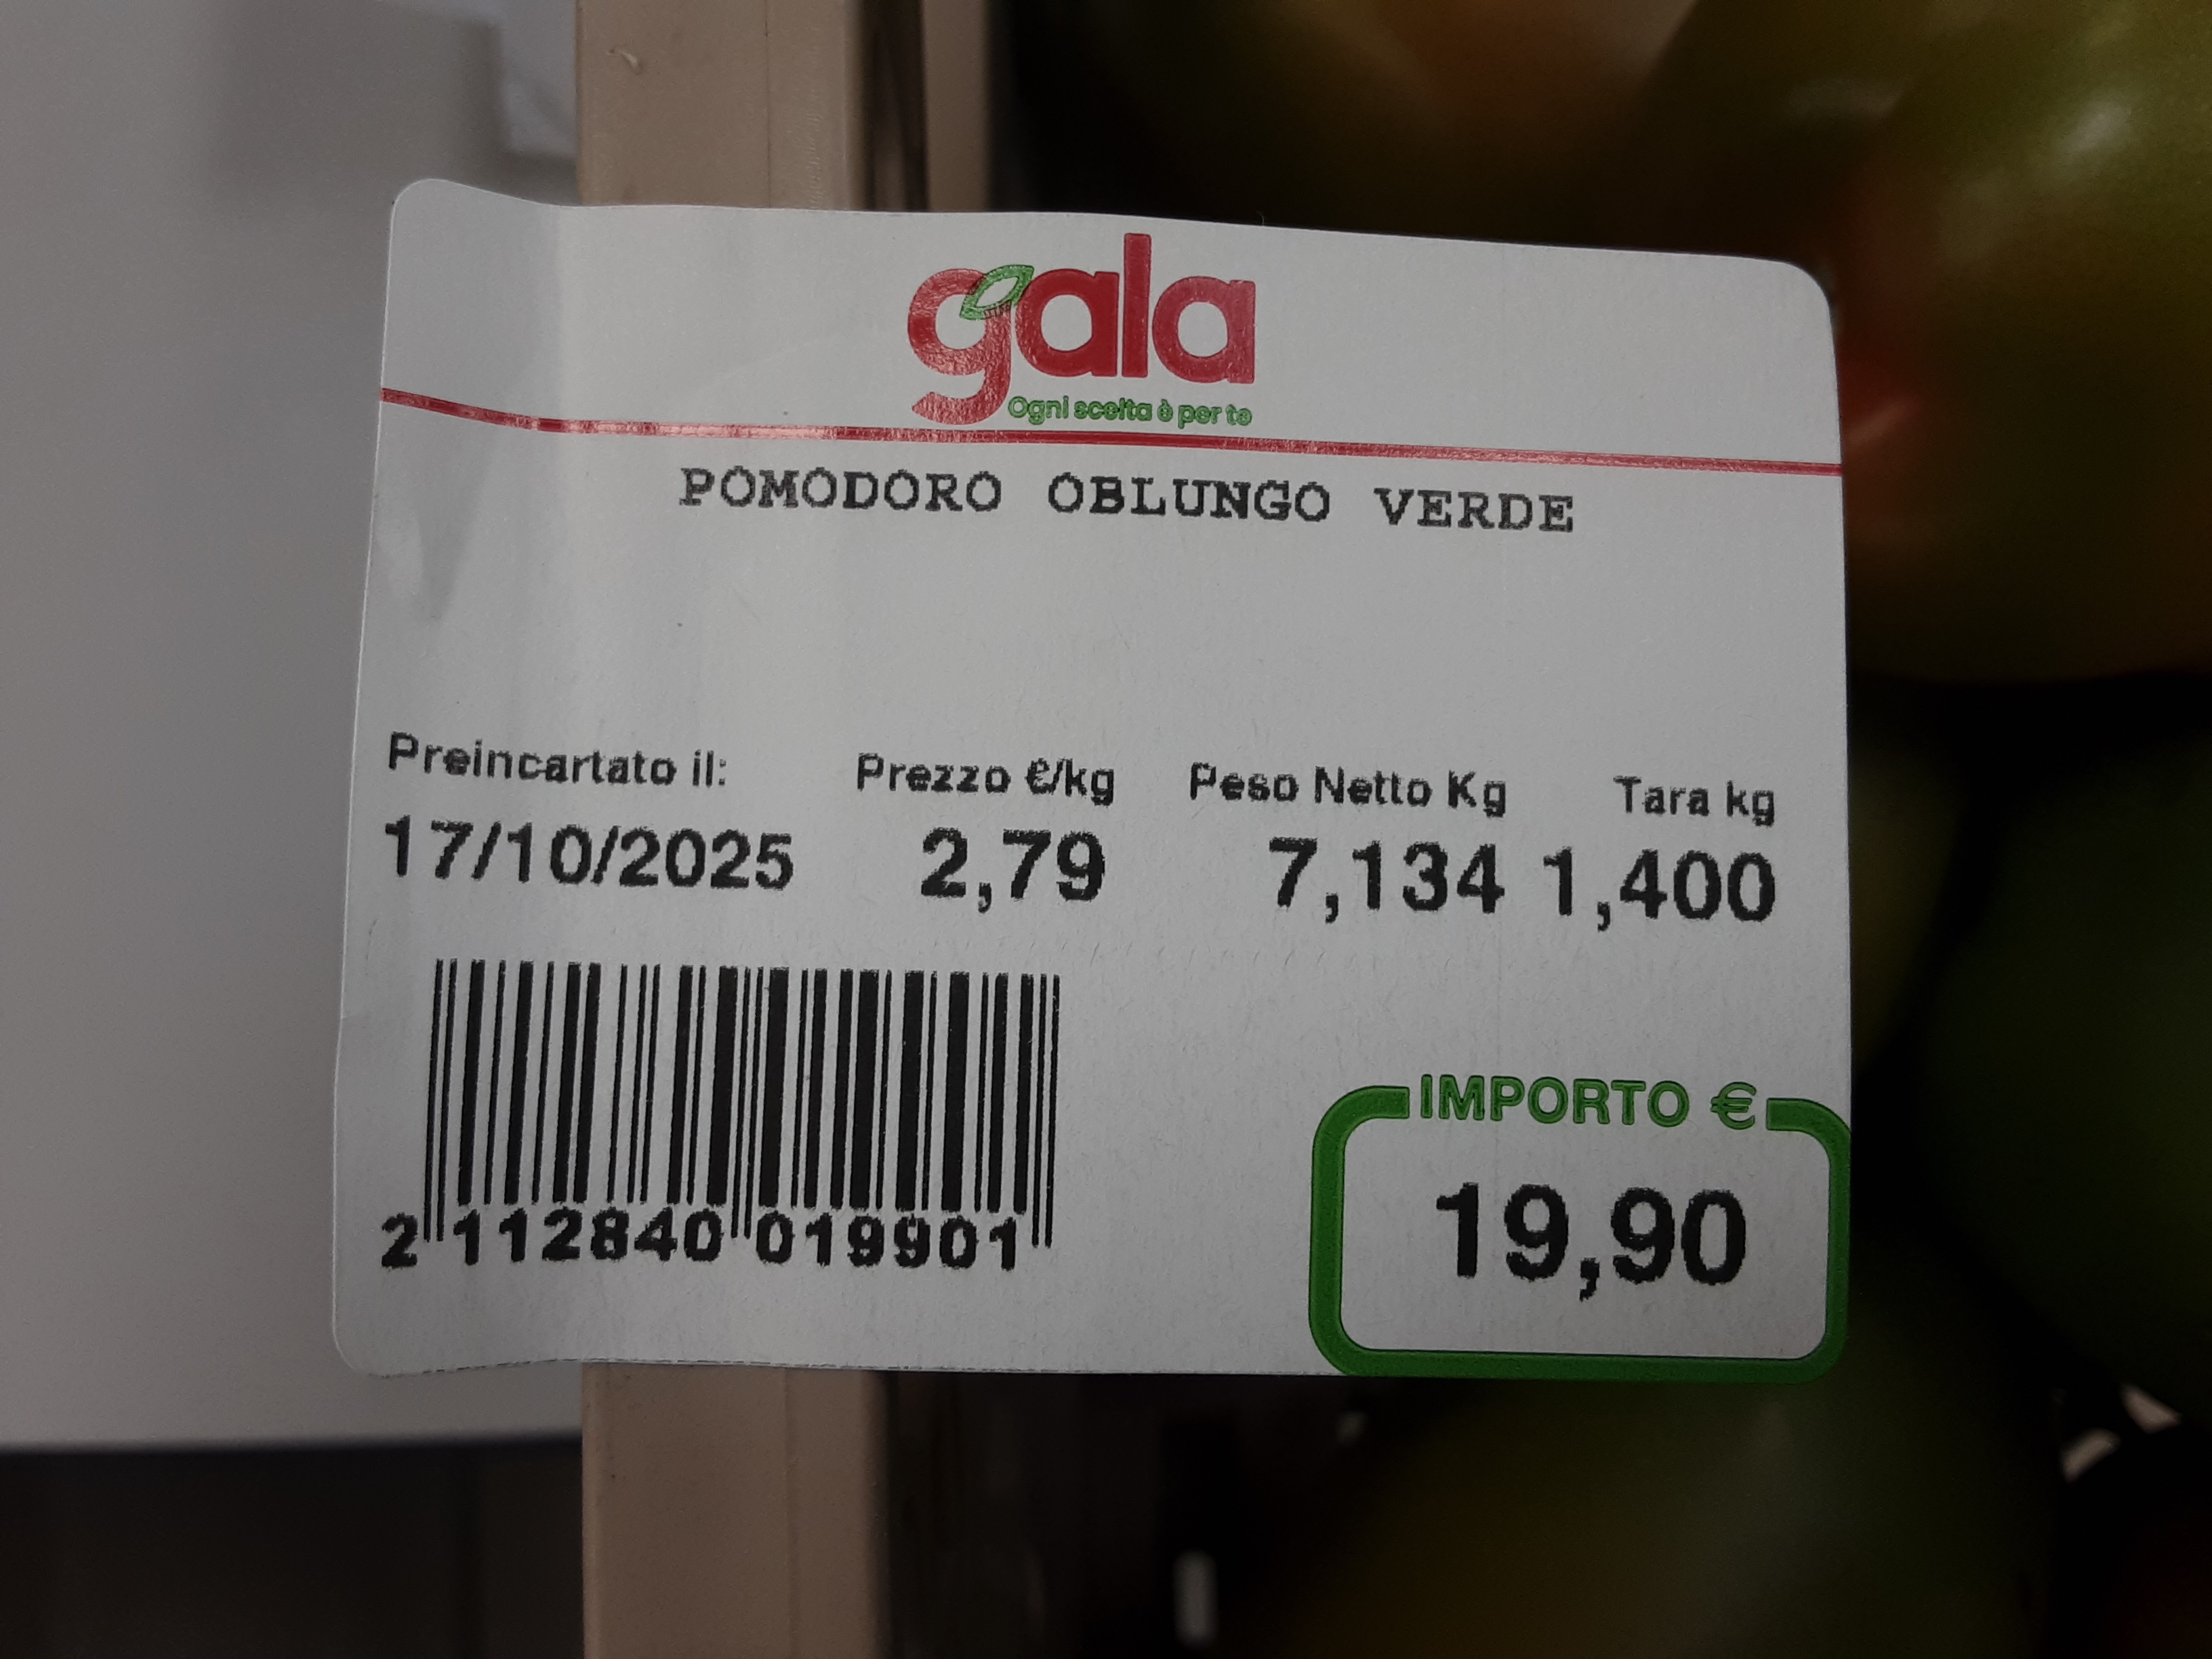 gala
Ogni scelta è per te
POMODORO OBLUNGO VERDE
Preincartato il: Prezzo €/kg Peso Netto Kg Tara kg
17/10/2025 2,79 7,134 1,400
2 112840 019901
IMPORTO €
19,90